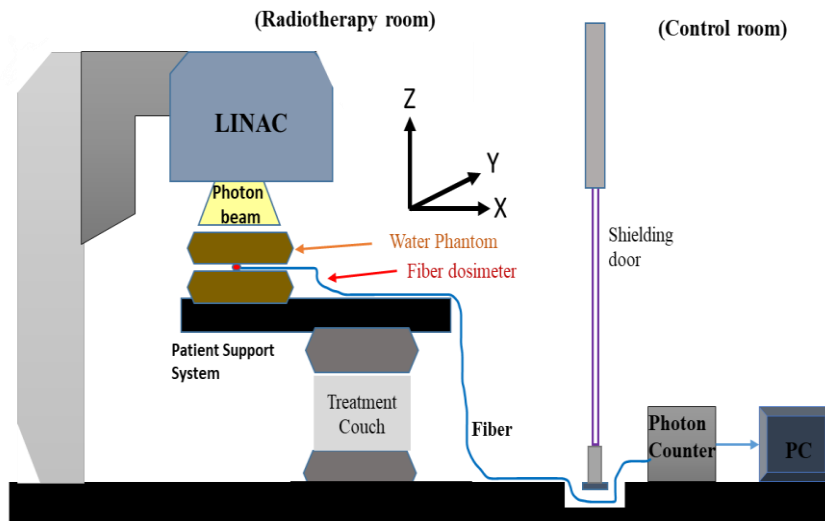 (Radiotherapy room)
(Control room)
LINAC
Z
Y
X
Photon
beam
Water Phantom
Fiber dosimeter
Shielding
door
Patient Support
System
Treatment
Couch
Fiber
Photon
Counter
PC